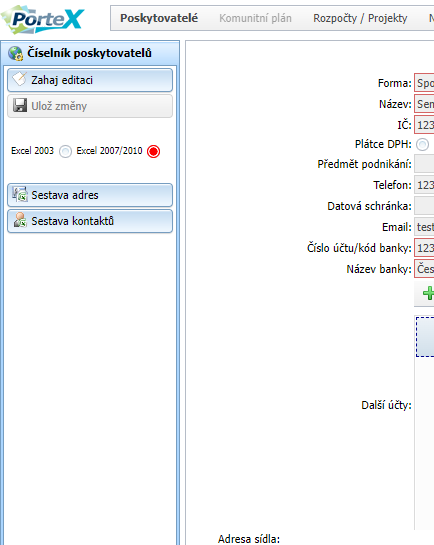 PorteX
Poskytovatelé Komunitní plán Rozpočty / Projekty
Číselník poskytovatelů
Zahaj editaci
Ulož změny
Excel 2003 Excel 2007/2010
Sestava adres
Sestava kontaktů
Forma: Spo
Název: Sem
IČ: 123
Plátce DPH:
Předmět podnikání:
Telefon: 123
Datová schránka:
Email: test
Číslo účtu/kód banky: 123
Název banky: Čes
Další účty:
Adresa sídla: